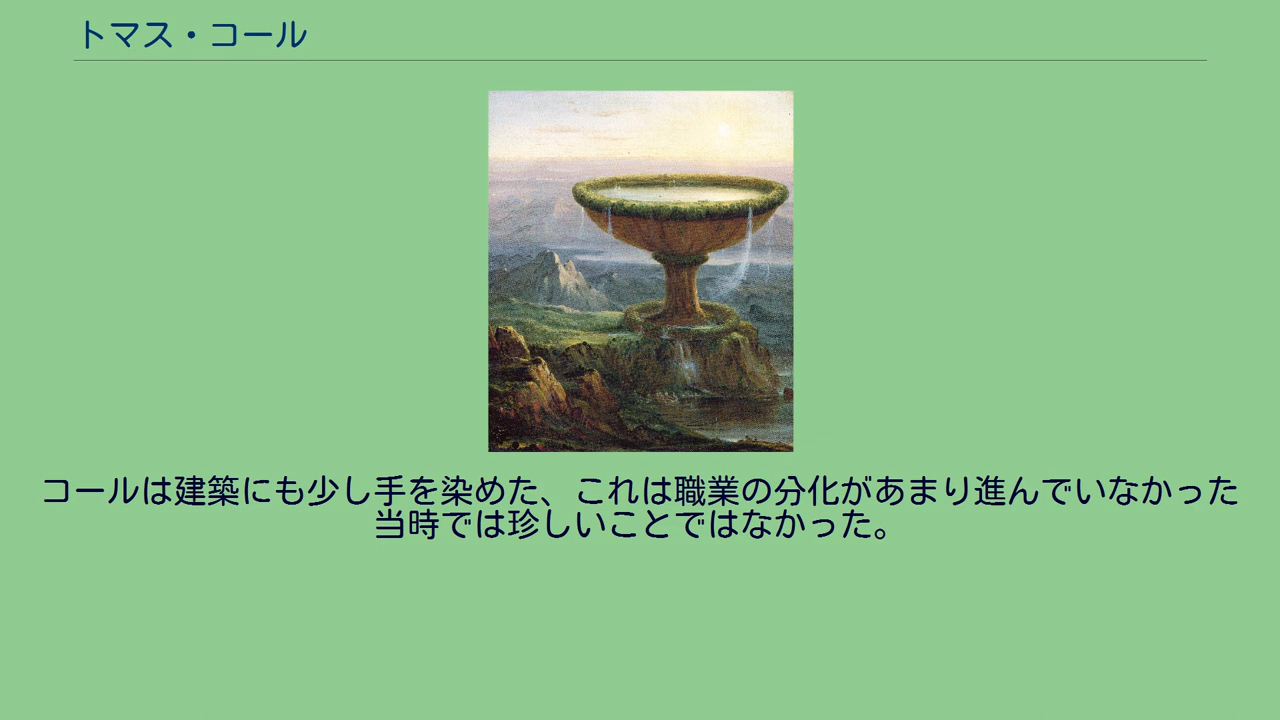 トマス・コール
コールは建築にも少し手を染めた、これは職業の分化があまり進んでいなかった
当時では珍しいことではなかった。